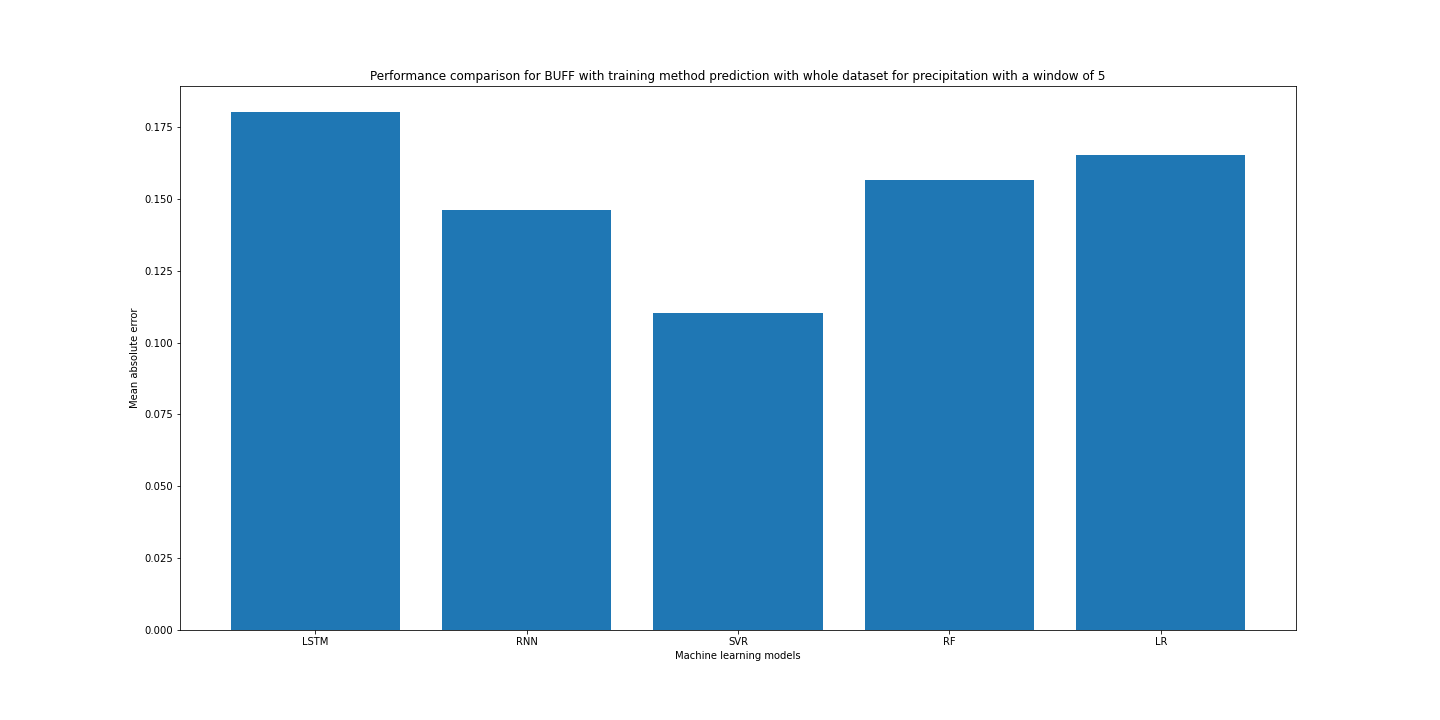 Performance comparison for BUFF with training method prediction with whole dataset for precipitation with a window of 5
0.175
0.150
0.125
0.100
0.075
0.050
0.025
0.000
Mean absolute error
LSTM RNN SVR RF LR
Machine learning models